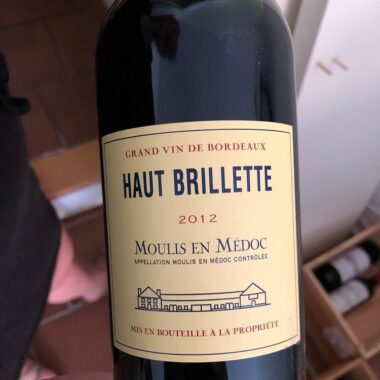 GRAND VIN DE BORDEAUX
HAUT BRILLETTE
2012
MOULIS EN MÉDOC
APPELLATION MOULIS EN MÉDOC CONTRÔLÉE
MIS EN BOUTEILLE À LA PROPRIÉTÉ